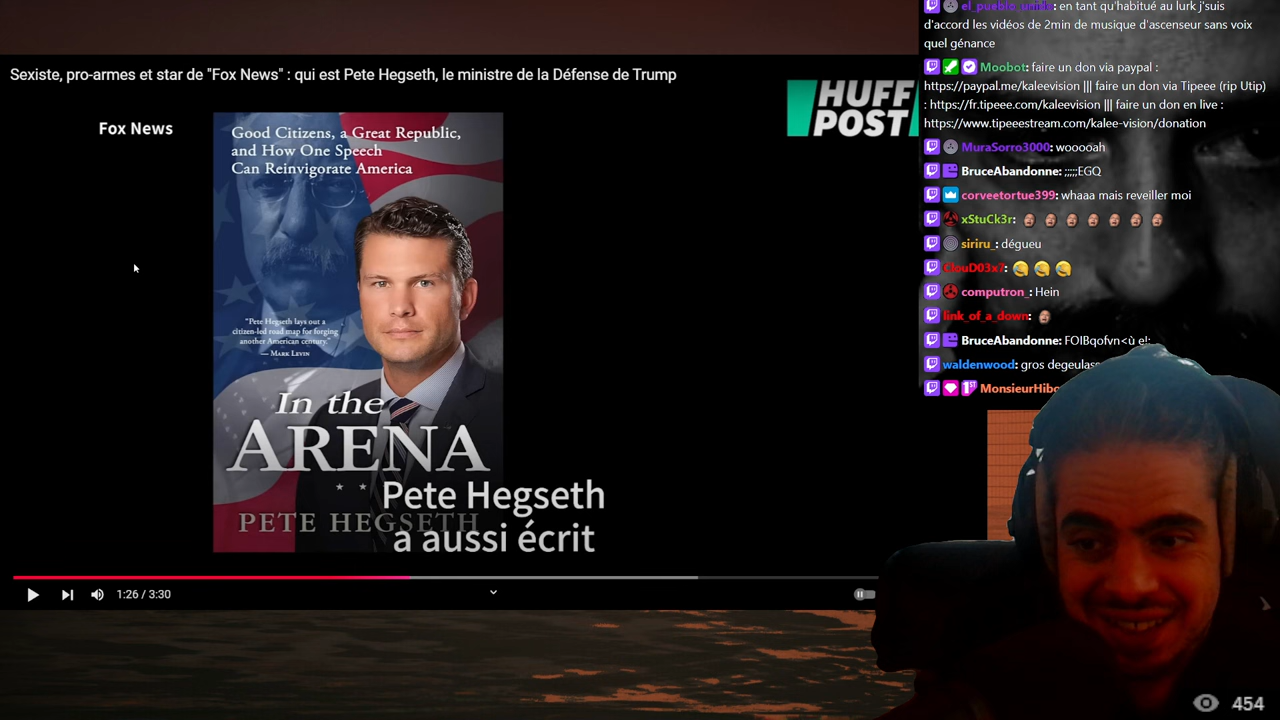 Sexiste, pro-armes et star de "Fox News" : qui est Pete Hegseth, le ministre de la Défense de Trump
HUFF
POST
Fox News
Good Citizens, a Great Republic,
and How One Speech
Can Reinvigorate America
"Pete Hegseth lays out a
citizen-led road map for forging
another American century."
— MARK LEVIN
In the
ARENA
PETE HEGSETH
Pete Hegseth
a aussi écrit
1:26 / 3:30
en tant qu'habitué au lurk j'suis
d'accord les vidéos de 2min de musique d'ascenseur sans voix
quel génance
Moobot: faire un don via paypal :
https://paypal.me/kaleevision ||| faire un don via Tipeee (rip Utip)
: https://fr.tipeee.com/kaleevision ||| faire un don en live :
https://www.tipeeestream.com/kalee-vision/donation
MuraSorro3000: wooooah
BruceAbandonne: ;;;;;EGQ
corveetortue399: whaaa mais reveiller moi
xStuCk3r:
siriru_: dégueu
ClouD03x7:
computron_: Hein
link_of_a_down:
BruceAbandonne: FOIBqofvn<ù e!:
waldenwood: gros degeulass
1ST MonsieurHibo
454